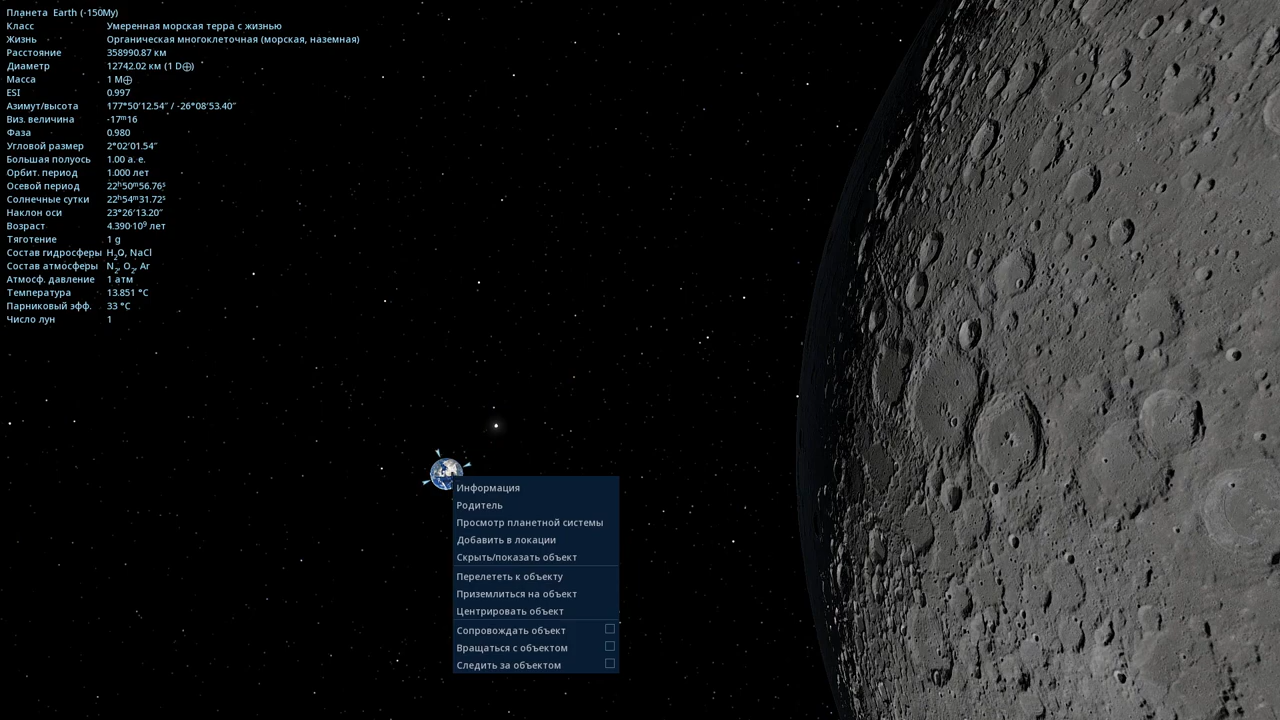 Планета Earth (-150My)
Класс Умеренная морская терра с жизнью
Жизнь Органическая многоклеточная (морская, наземная)
Расстояние 358990.87 км
Диаметр 12742.02 км (1 D⊕)
Масса 1 M⊕
ESI 0.997
Азимут/высота 177°50′12.54″ / -26°08′53.40″
Виз. величина -17ᵐ16
Фаза 0.980
Угловой размер 2°02′01.54″
Большая полуось 1.00 а. е.
Орбит. период 1.000 лет
Осевой период 22ʰ50ᵐ56.76ˢ
Солнечные сутки 22ʰ54ᵐ31.72ˢ
Наклон оси 23°26′13.20″
Возраст 4.390·10⁹ лет
Тяготение 1 g
Состав гидросферы H₂O, NaCl
Состав атмосферы N₂, O₂, Ar
Атмосф. давление 1 атм
Температура 13.851 °C
Парниковый эфф. 33 °C
Число лун 1
Информация
Родитель
Просмотр планетной системы
Добавить в локации
Скрыть/показать объект
Перелететь к объекту
Приземлиться на объект
Центрировать объект
Сопровождать объект
Вращаться с объектом
Следить за объектом